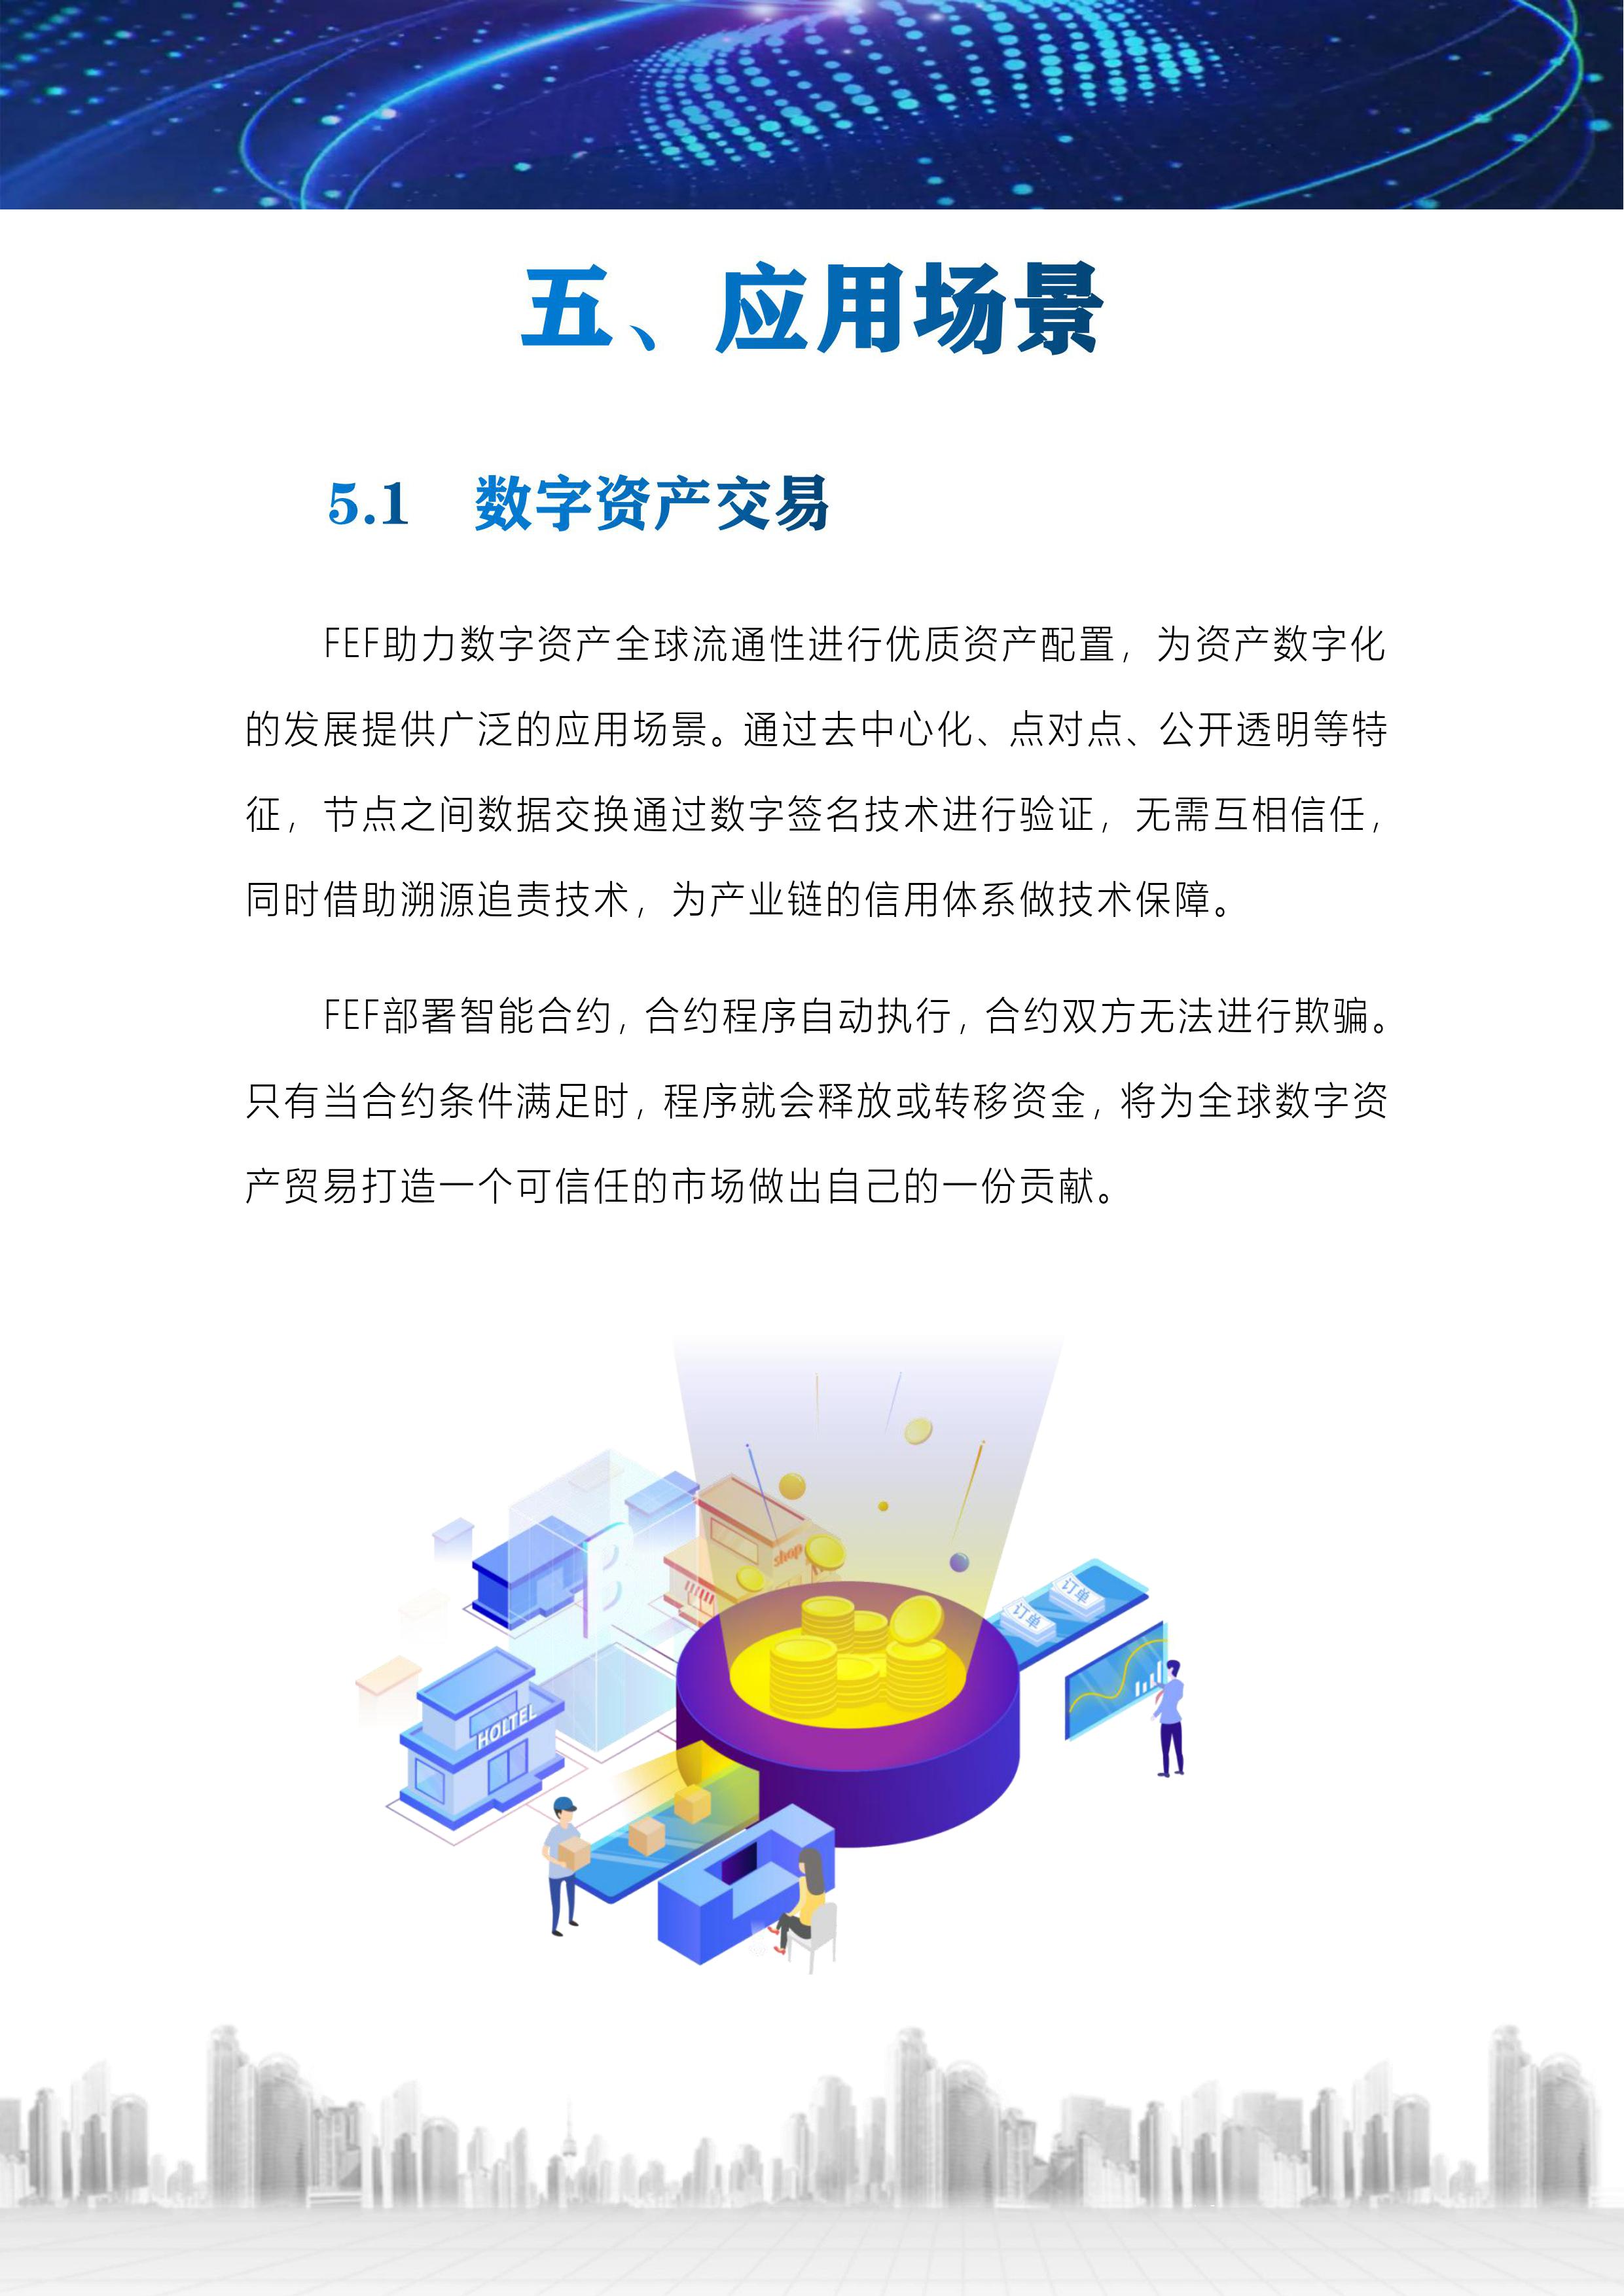 五、应用场景
5.1 数字资产交易
FEF助力数字资产全球流通性进行优质资产配置，为资产数字化
的发展提供广泛的应用场景。通过去中心化、点对点、公开透明等特
征，节点之间数据交换通过数字签名技术进行验证，无需互相信任，
同时借助溯源追责技术，为产业链的信用体系做技术保障。
FEF部署智能合约，合约程序自动执行，合约双方无法进行欺骗。
只有当合约条件满足时，程序就会释放或转移资金，将为全球数字资
产贸易打造一个可信任的市场做出自己的一份贡献。
shop
订单
订单
HOLTEL